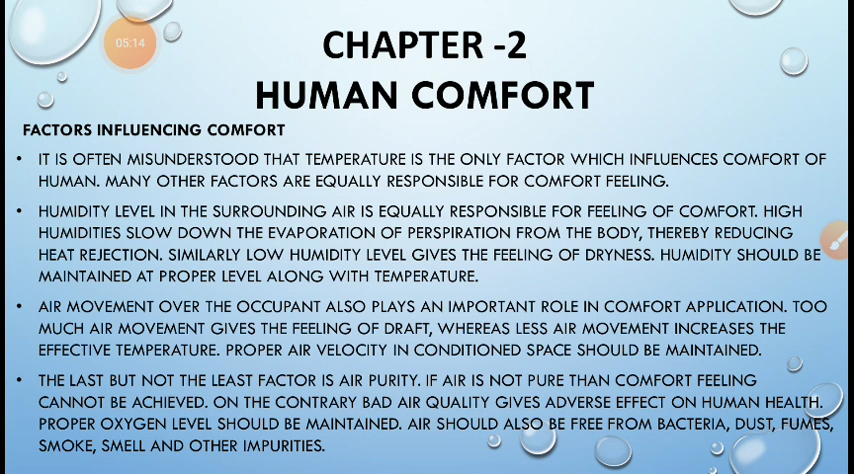 05:14
CHAPTER -2
HUMAN COMFORT
FACTORS INFLUENCING COMFORT
• IT IS OFTEN MISUNDERSTOOD THAT TEMPERATURE IS THE ONLY FACTOR WHICH INFLUENCES COMFORT OF
HUMAN. MANY OTHER FACTORS ARE EQUALLY RESPONSIBLE FOR COMFORT FEELING.
• HUMIDITY LEVEL IN THE SURROUNDING AIR IS EQUALLY RESPONSIBLE FOR FEELING OF COMFORT. HIGH
HUMIDITIES SLOW DOWN THE EVAPORATION OF PERSPIRATION FROM THE BODY, THEREBY REDUCING
HEAT REJECTION. SIMILARLY LOW HUMIDITY LEVEL GIVES THE FEELING OF DRYNESS. HUMIDITY SHOULD BE
MAINTAINED AT PROPER LEVEL ALONG WITH TEMPERATURE.
• AIR MOVEMENT OVER THE OCCUPANT ALSO PLAYS AN IMPORTANT ROLE IN COMFORT APPLICATION. TOO
MUCH AIR MOVEMENT GIVES THE FEELING OF DRAFT, WHEREAS LESS AIR MOVEMENT INCREASES THE
EFFECTIVE TEMPERATURE. PROPER AIR VELOCITY IN CONDITIONED SPACE SHOULD BE MAINTAINED.
• THE LAST BUT NOT THE LEAST FACTOR IS AIR PURITY. IF AIR IS NOT PURE THAN COMFORT FEELING
CANNOT BE ACHIEVED. ON THE CONTRARY BAD AIR QUALITY GIVES ADVERSE EFFECT ON HUMAN HEALTH.
PROPER OXYGEN LEVEL SHOULD BE MAINTAINED. AIR SHOULD ALSO BE FREE FROM BACTERIA, DUST, FUMES,
SMOKE, SMELL AND OTHER IMPURITIES.